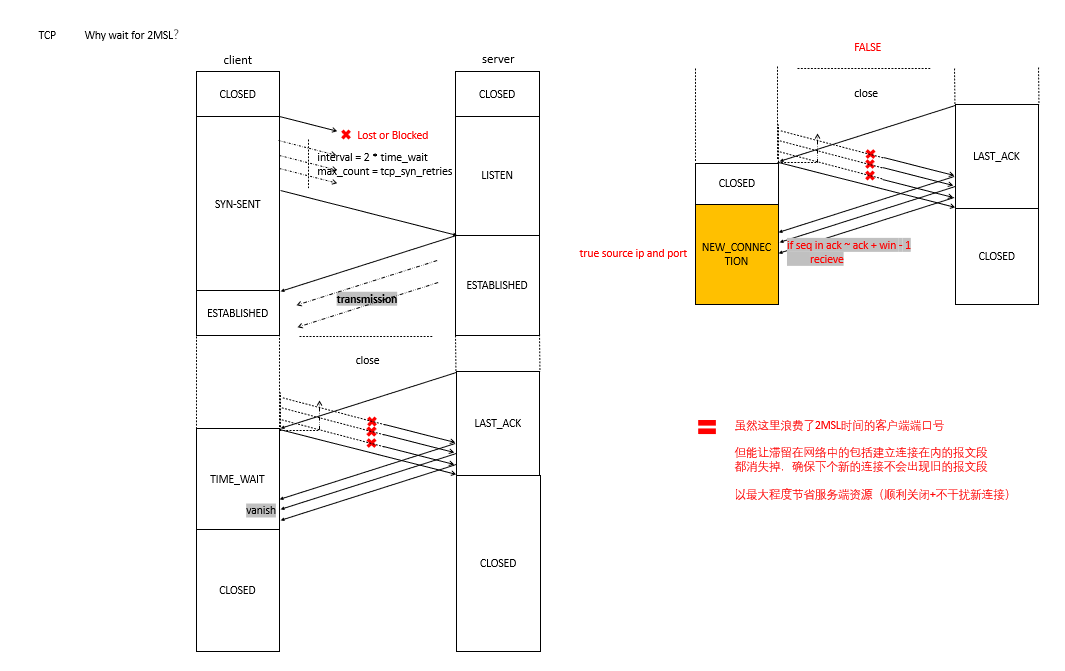 TCP Why wait for 2MSL?
client
server
CLOSED
CLOSED
Lost or Blocked
interval = 2 * time_wait
max_count = tcp_syn_retries
LISTEN
SYN-SENT
ESTABLISHED
transmission
ESTABLISHED
close
LAST_ACK
TIME_WAIT
vanish
CLOSED
CLOSED
FALSE
close
LAST_ACK
CLOSED
true source ip and port
NEW_CONNEC
TION
if seq in ack ~ ack + win - 1
recieve
CLOSED
虽然这里浪费了2MSL时间的客户端端口号
但能让滞留在网络中的包括建立连接在内的报文段
都消失掉、确保下个新的连接不会出现旧的报文段
以最大程度节省服务端资源（顺利关闭+不干扰新连接）